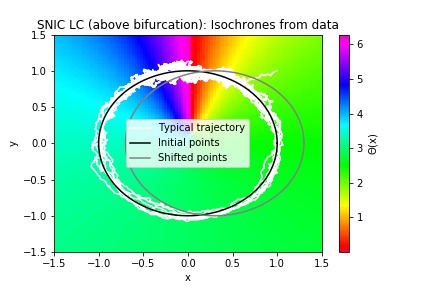 SNIC LC (above bifurcation): Isochrones from data
1.5
1.0
0.5
0.0
−0.5
−1.0
−1.5
y
−1.5 −1.0 −0.5 0.0 0.5 1.0 1.5
x
Typical trajectory
Initial points
Shifted points
6
5
4
3
2
1
Θ(x)